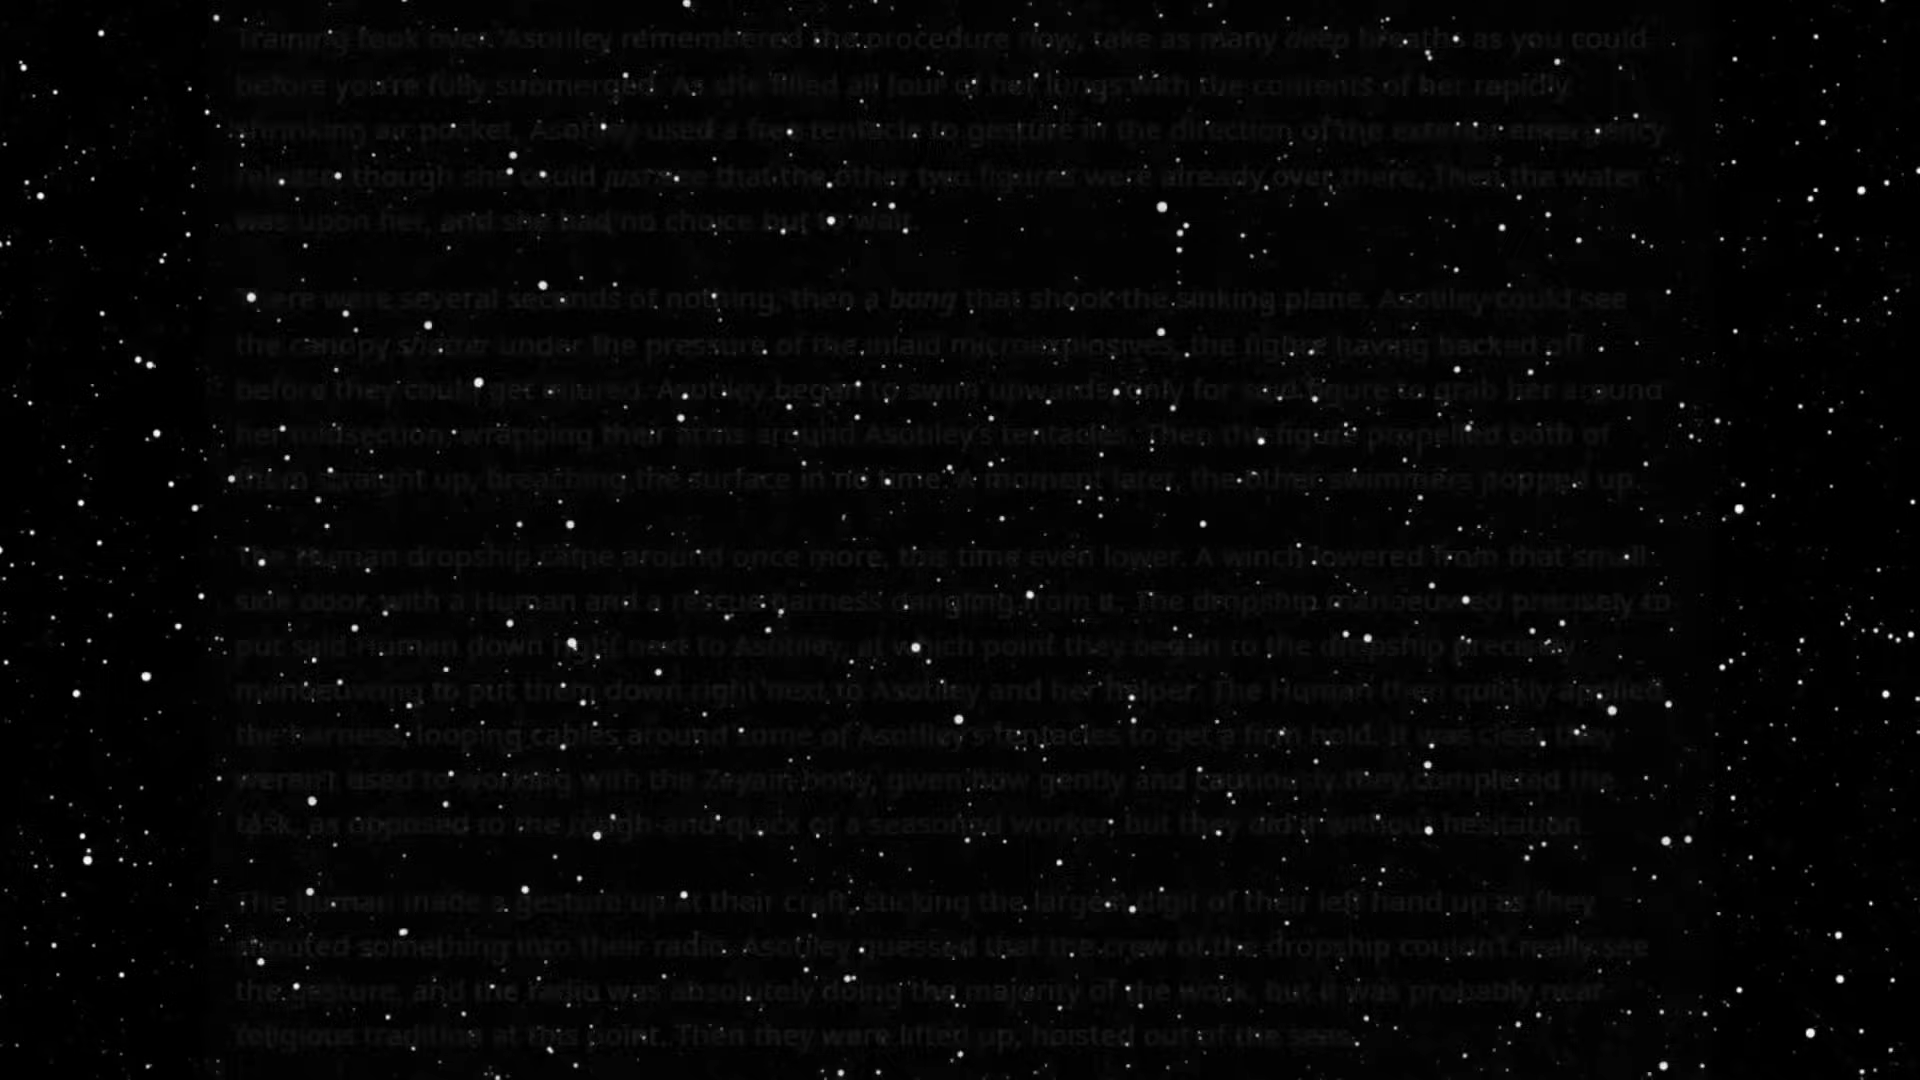 Training took over. Asotiley remembered the procedure now, take as many deep breaths as you could
before you're fully submerged. As she filled all four of her lungs with the contents of her rapidly
shrinking air pocket, Asotiley used a free tentacle to gesture in the direction of the exterior emergency
release, though she could just see that the other two figures were already over there. Then the water
was upon her, and she had no choice but to wait.
There were several seconds of nothing, then a bang that shook the sinking plane. Asotiley could see
the canopy shatter under the pressure of the inlaid microexplosives, the figure having backed off
before they could get injured. Asotiley began to swim upwards, only for said figure to grab her around
her midsection, wrapping their arms around Asotiley's tentacles. Then the figure propelled both of
them straight up, breaching the surface in no time. A moment later, the other swimmers popped up.
The Human dropship came around once more, this time even lower. A winch lowered from that small
side door, with a Human and a rescue harness dangling from it. The dropship manoeuvred precisely to
put said Human down right next to Asotiley, at which point they began to the dropship precisely
manoeuvring to put them down right next to Asotiley and her helper. The Human then quickly applied
the harness, looping cables around some of Asotiley's tentacles to get a firm hold. It was clear they
weren't used to working with the Zeyain body, given how gently and cautiously they completed the
task, as opposed to the rough-and-quick of a seasoned worker, but they did it without hesitation.
The Human made a gesture up at their craft, sticking the largest digit of their left hand up as they
shouted something into their radio. Asotiley guessed that the crew of the dropship couldn't really see
the gesture, and the radio was absolutely doing the majority of the work, but it was probably near-
religious tradition at this point. Then they were lifted up, hoisted out of the seas.